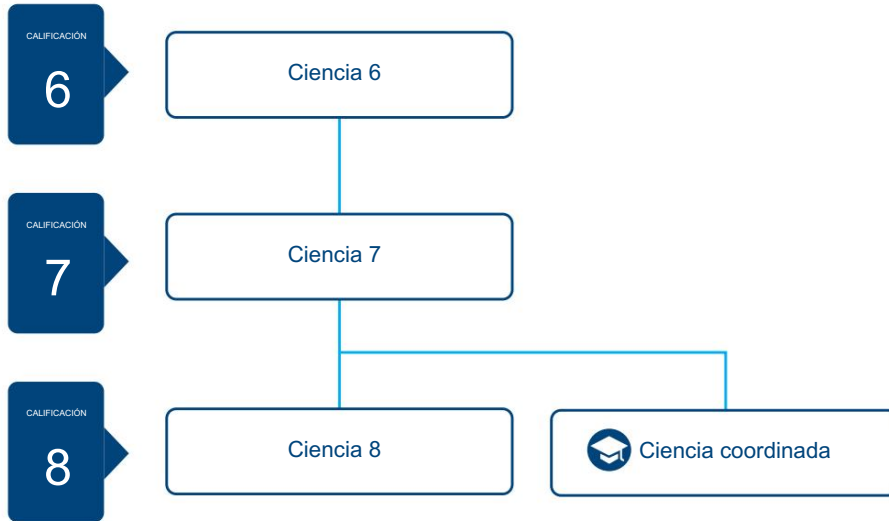 CALIFICACIÓN
6
Ciencia 6
CALIFICACIÓN
7
Ciencia 7
CALIFICACIÓN
8
Ciencia 8
Ciencia coordinada